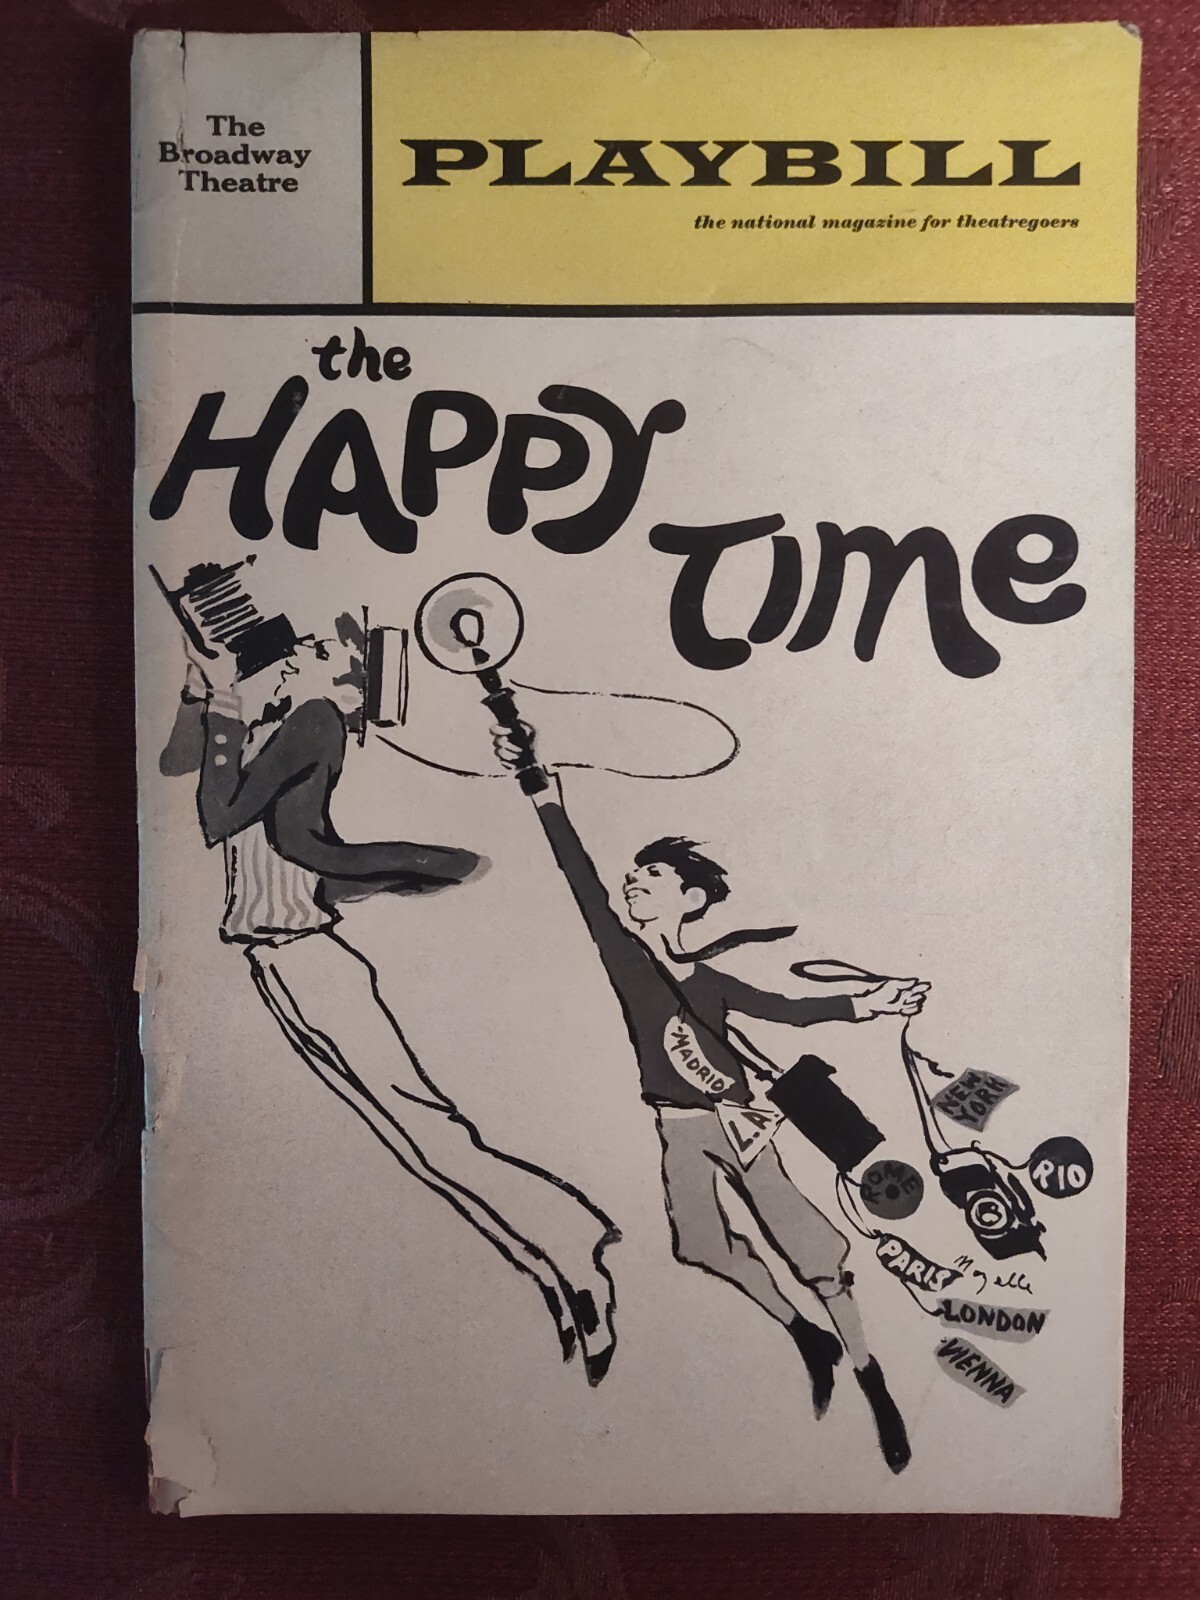 The
Broadway
Theatre
PLAYBILL
the national magazine for theatregoers
the
HAPPY
TIME
MADRID
L.A.
NEW
YORK
ROME
RIO
PARIS
Mozelle
LONDON
VIENNA